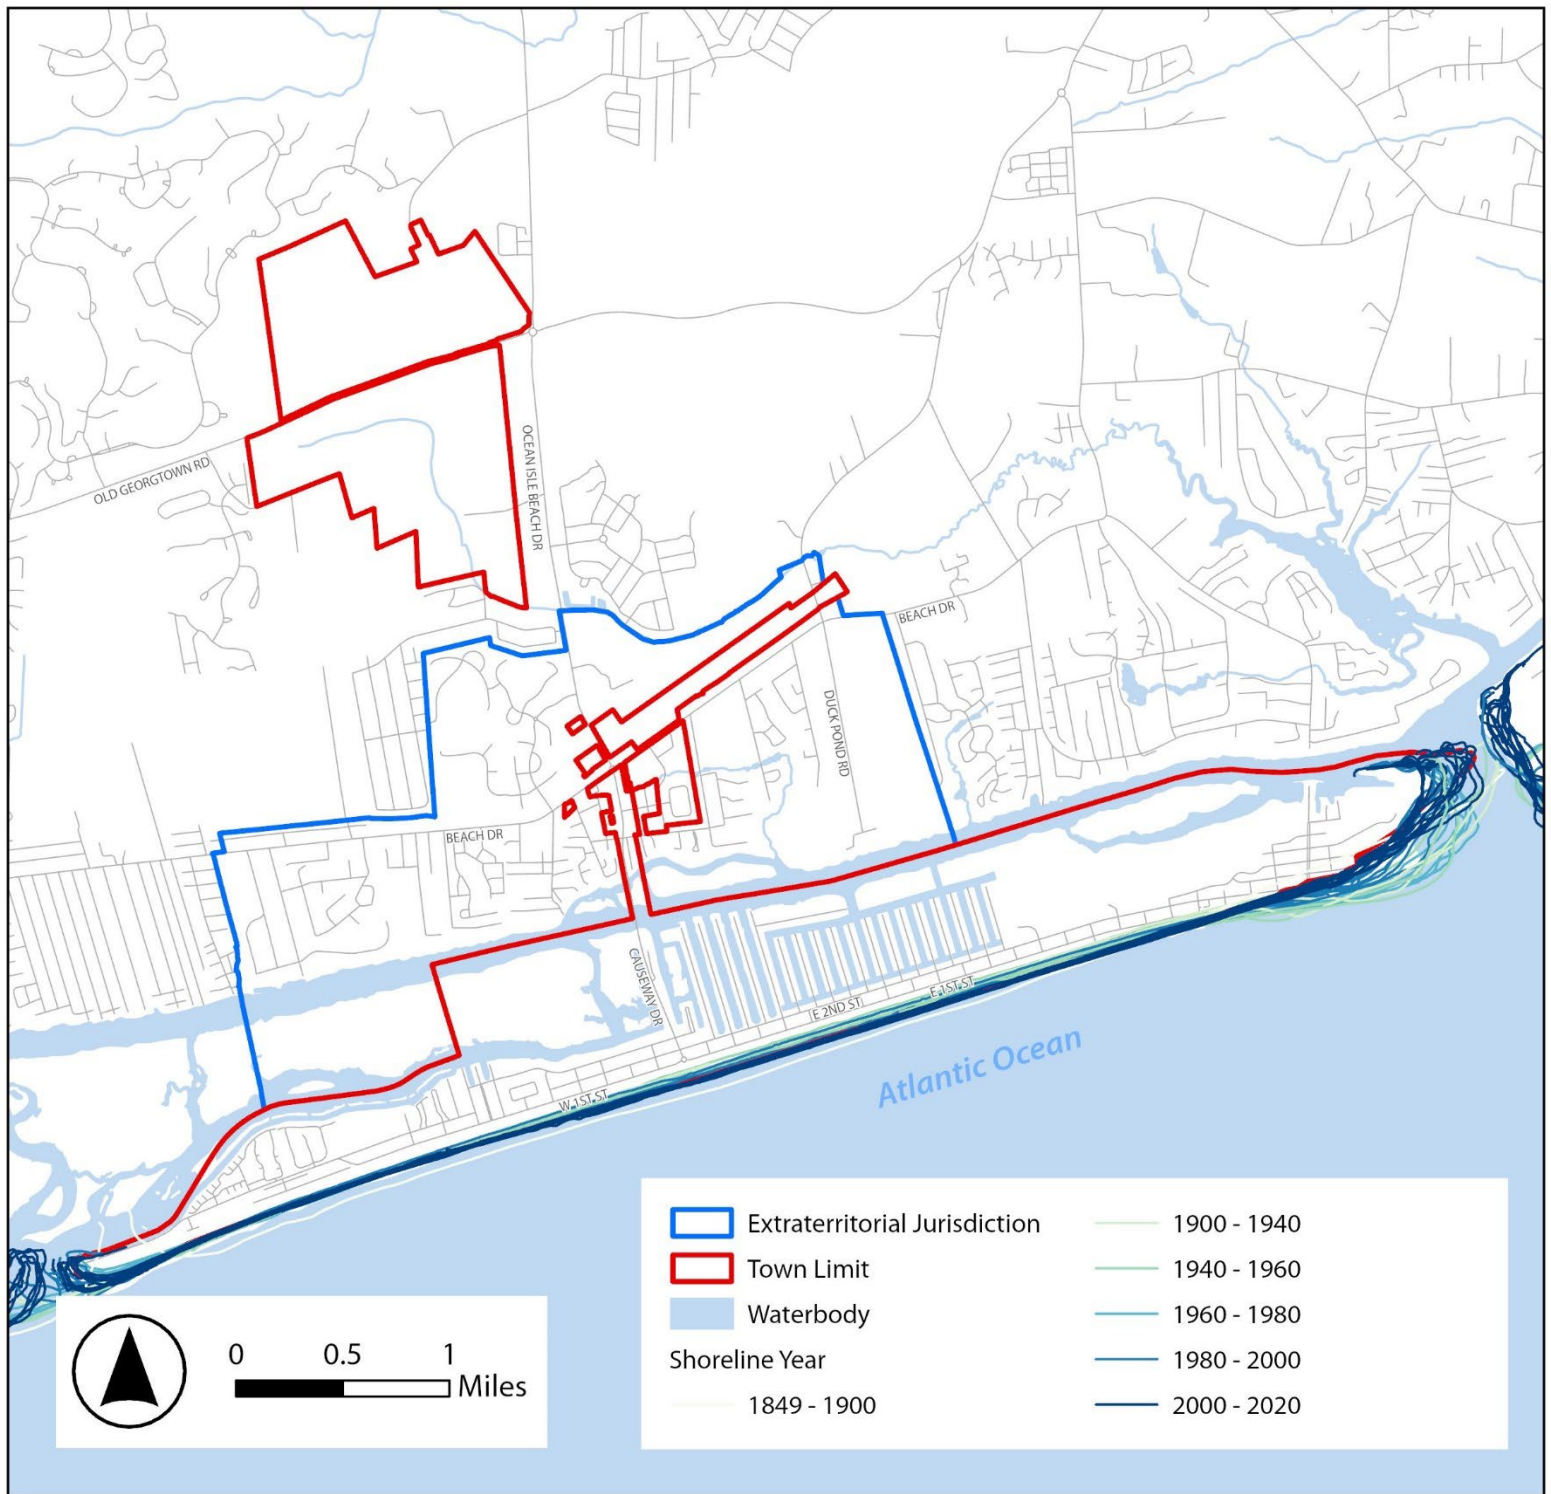 OLD GEORGTOWN RD
OCEAN ISLE BEACH DR
BEACH DR
DUCK POND RD
BEACH DR
CAUSEWAY DR
E 2ND ST
E 1ST ST
W 1ST ST
Atlantic Ocean
Extraterritorial Jurisdiction
Town Limit
Waterbody
Shoreline Year
1849 - 1900
1900 - 1940
1940 - 1960
1960 - 1980
1980 - 2000
2000 - 2020
0 0.5 1
Miles